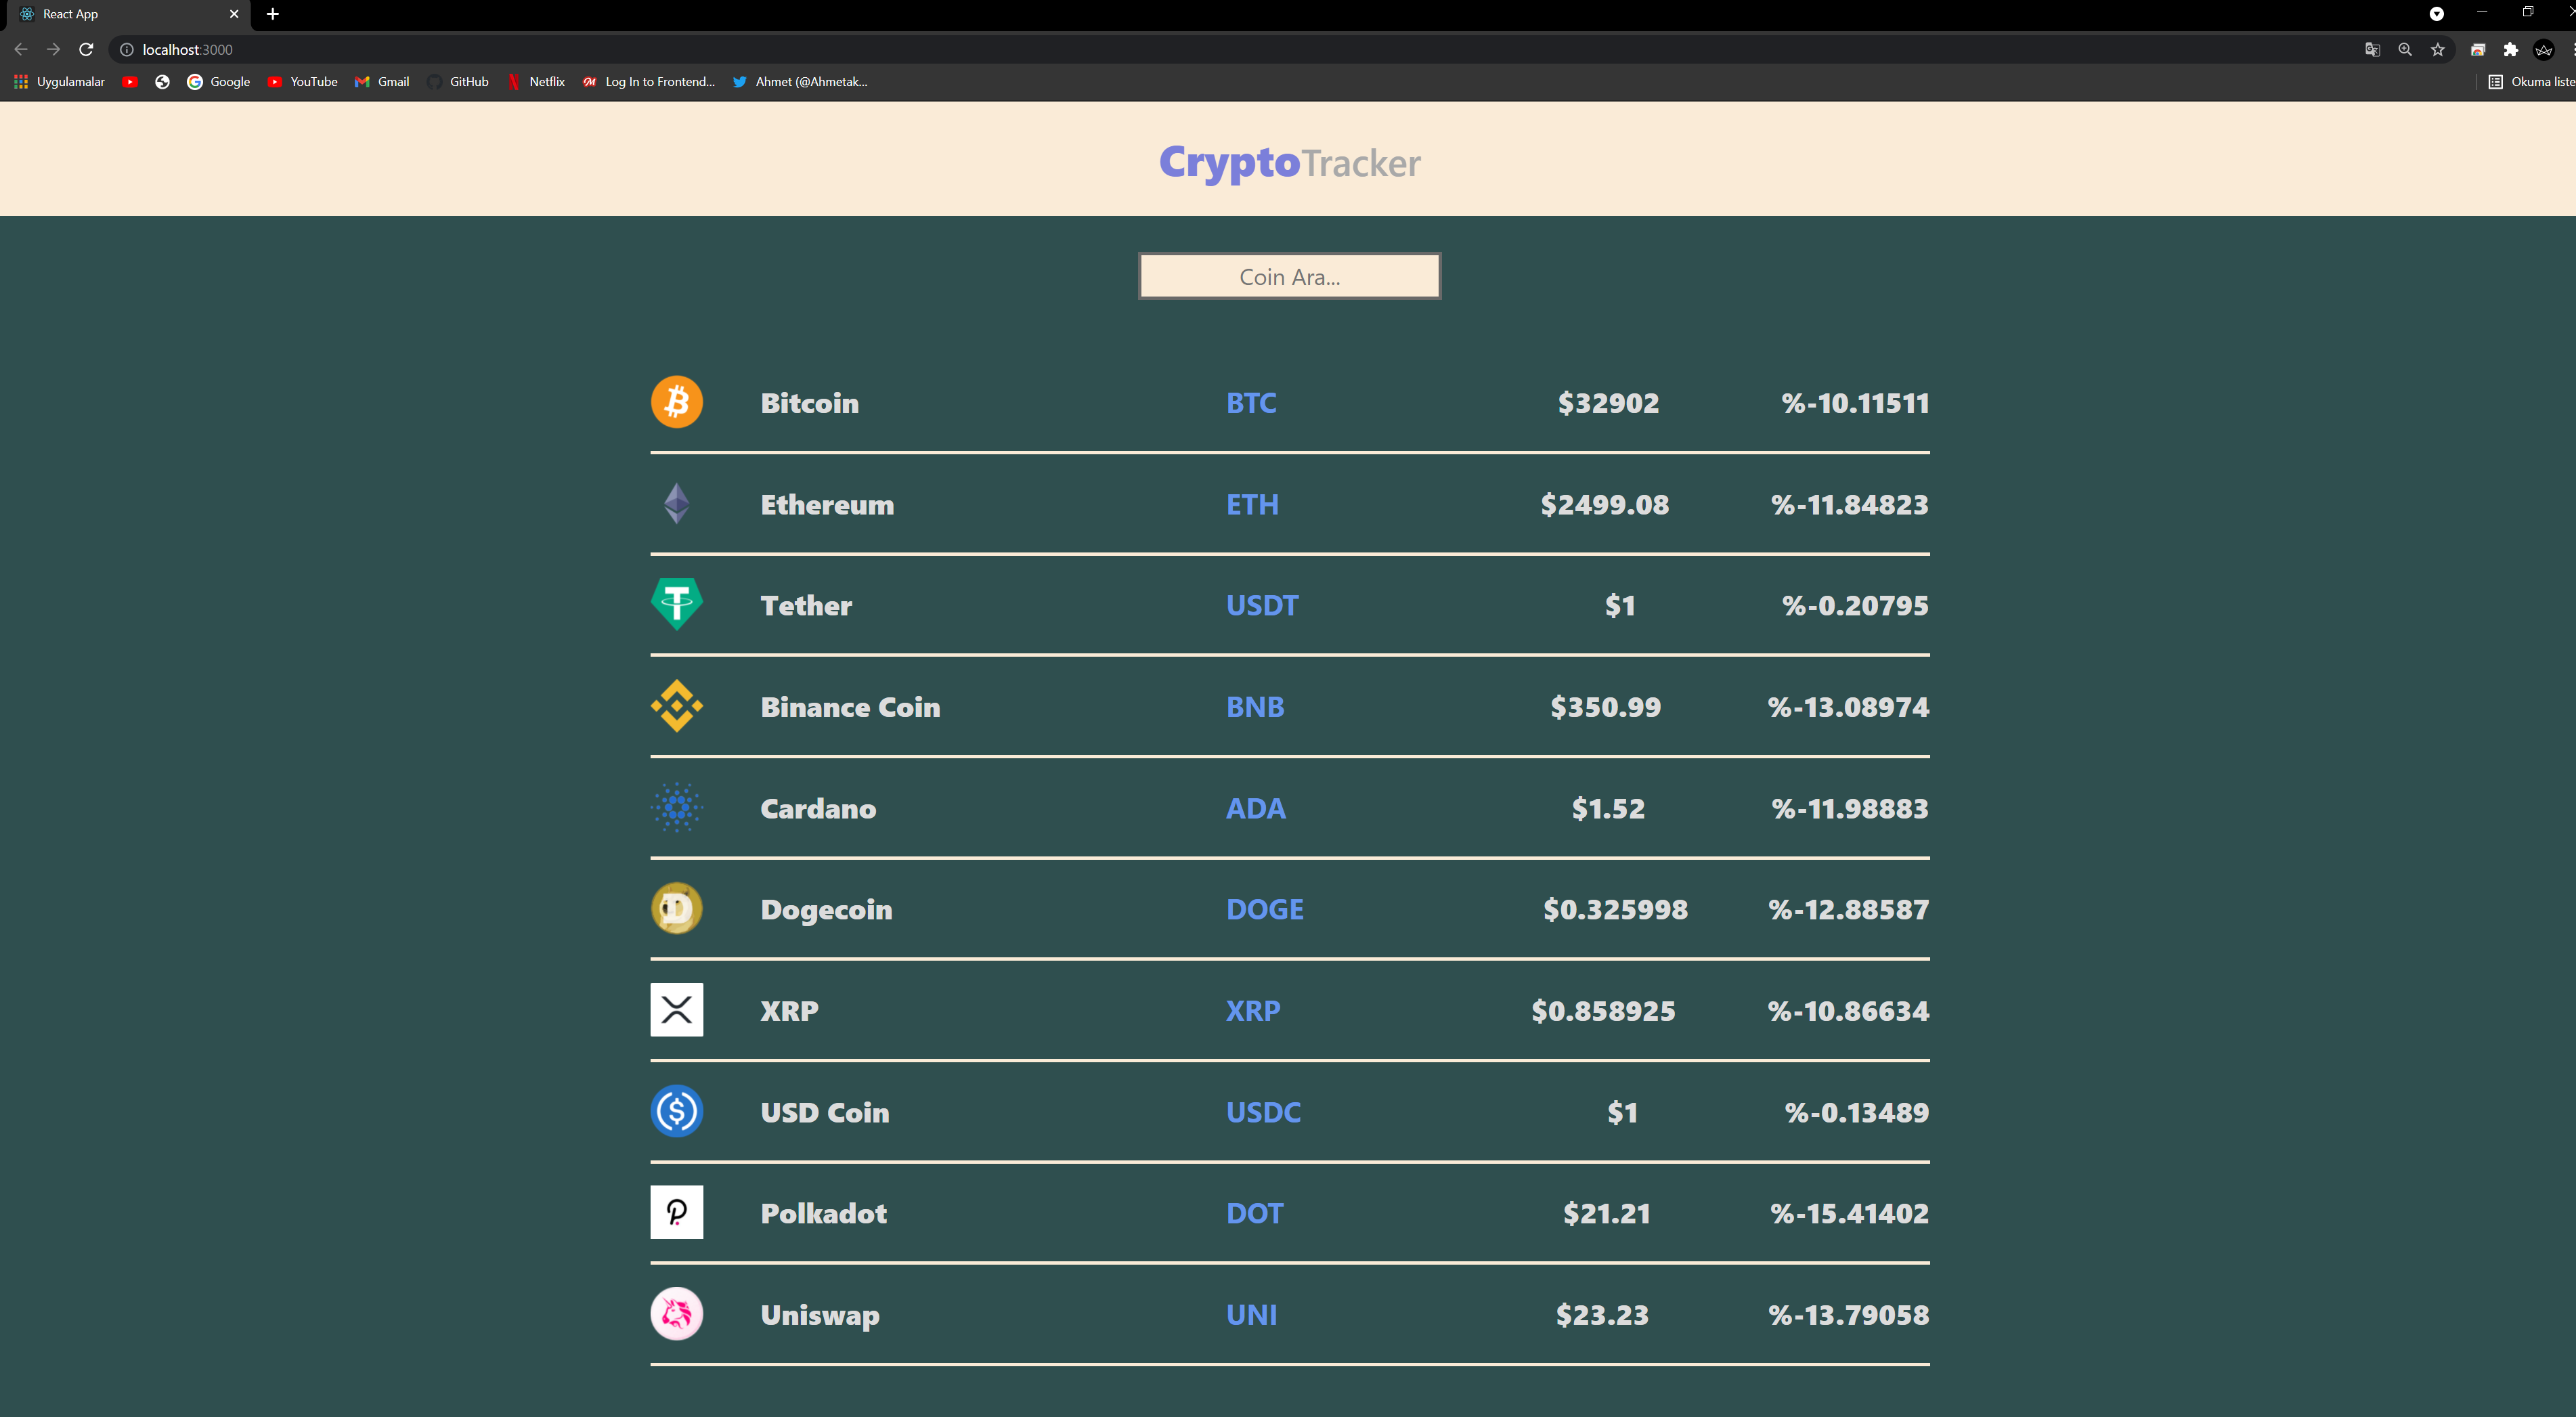 React App
localhost:3000
Uygulamalar Google YouTube Gmail GitHub Netflix Log In to Frontend... Ahmet (@Ahmetak... Okuma liste
CryptoTracker
Coin Ara...
Bitcoin BTC $32902 %-10.11511
Ethereum ETH $2499.08 %-11.84823
Tether USDT $1 %-0.20795
Binance Coin BNB $350.99 %-13.08974
Cardano ADA $1.52 %-11.98883
Dogecoin DOGE $0.325998 %-12.88587
XRP XRP $0.858925 %-10.86634
USD Coin USDC $1 %-0.13489
Polkadot DOT $21.21 %-15.41402
Uniswap UNI $23.23 %-13.79058